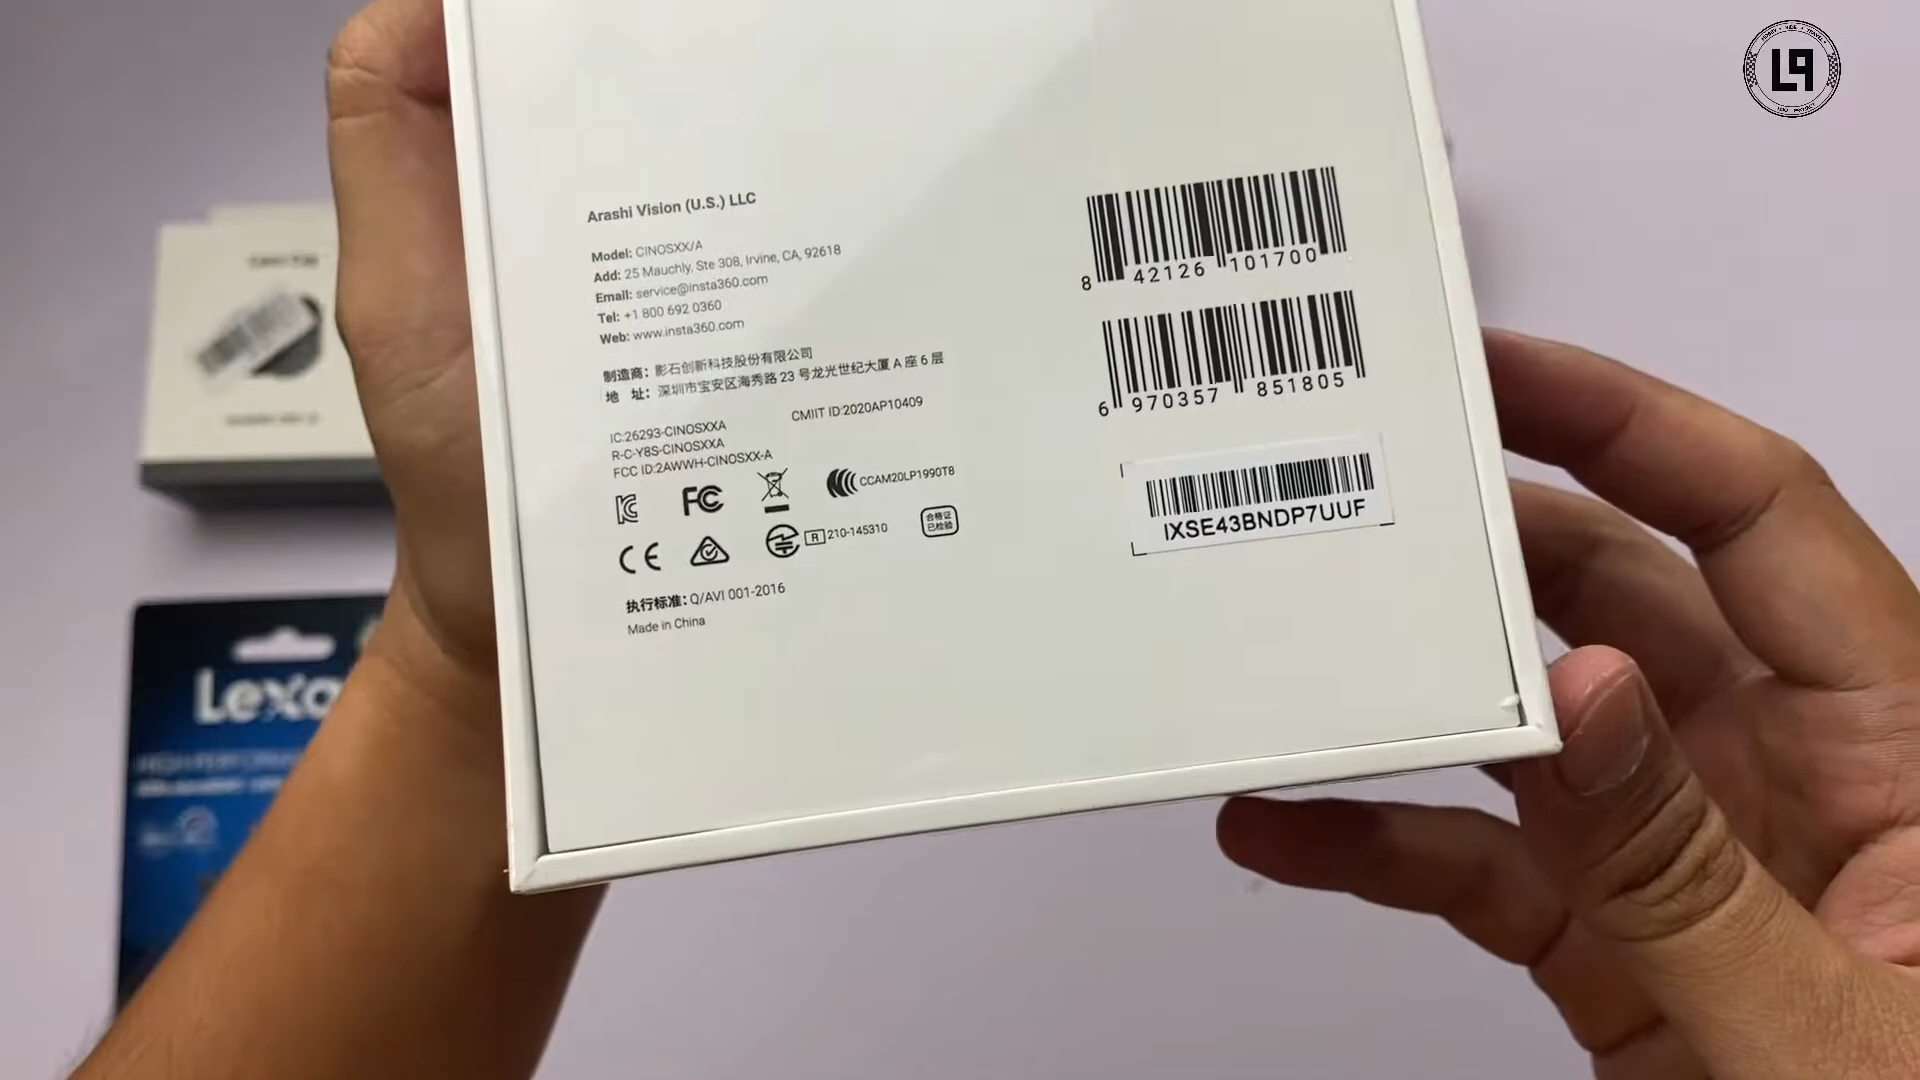 Arashi Vision (U.S.) LLC
Model: CINOSXX/A
Add: 25 Mauchly, Ste 308, Irvine, CA, 92618
Email: service@insta360.com
Tel: +1 800 692 0360
Web: www.insta360.com
制造商：影石创新科技股份有限公司
地 址：深圳市宝安区海秀路 23 号龙光世纪大厦 A 座 6 层
IC:26293-CINOSXXA
CMIIT ID:2020AP10409
R-C-Y8S-CINOSXXA
FCC ID:2AWWH-CINOSXX-A
FC
CCAM20LP1990T8
CE
R 210-145310
合格证
已检验
执行标准：Q/AVI 001-2016
Made in China
8 42126 101700
6 970357 851805
IXSE43BNDP7UUF
LP